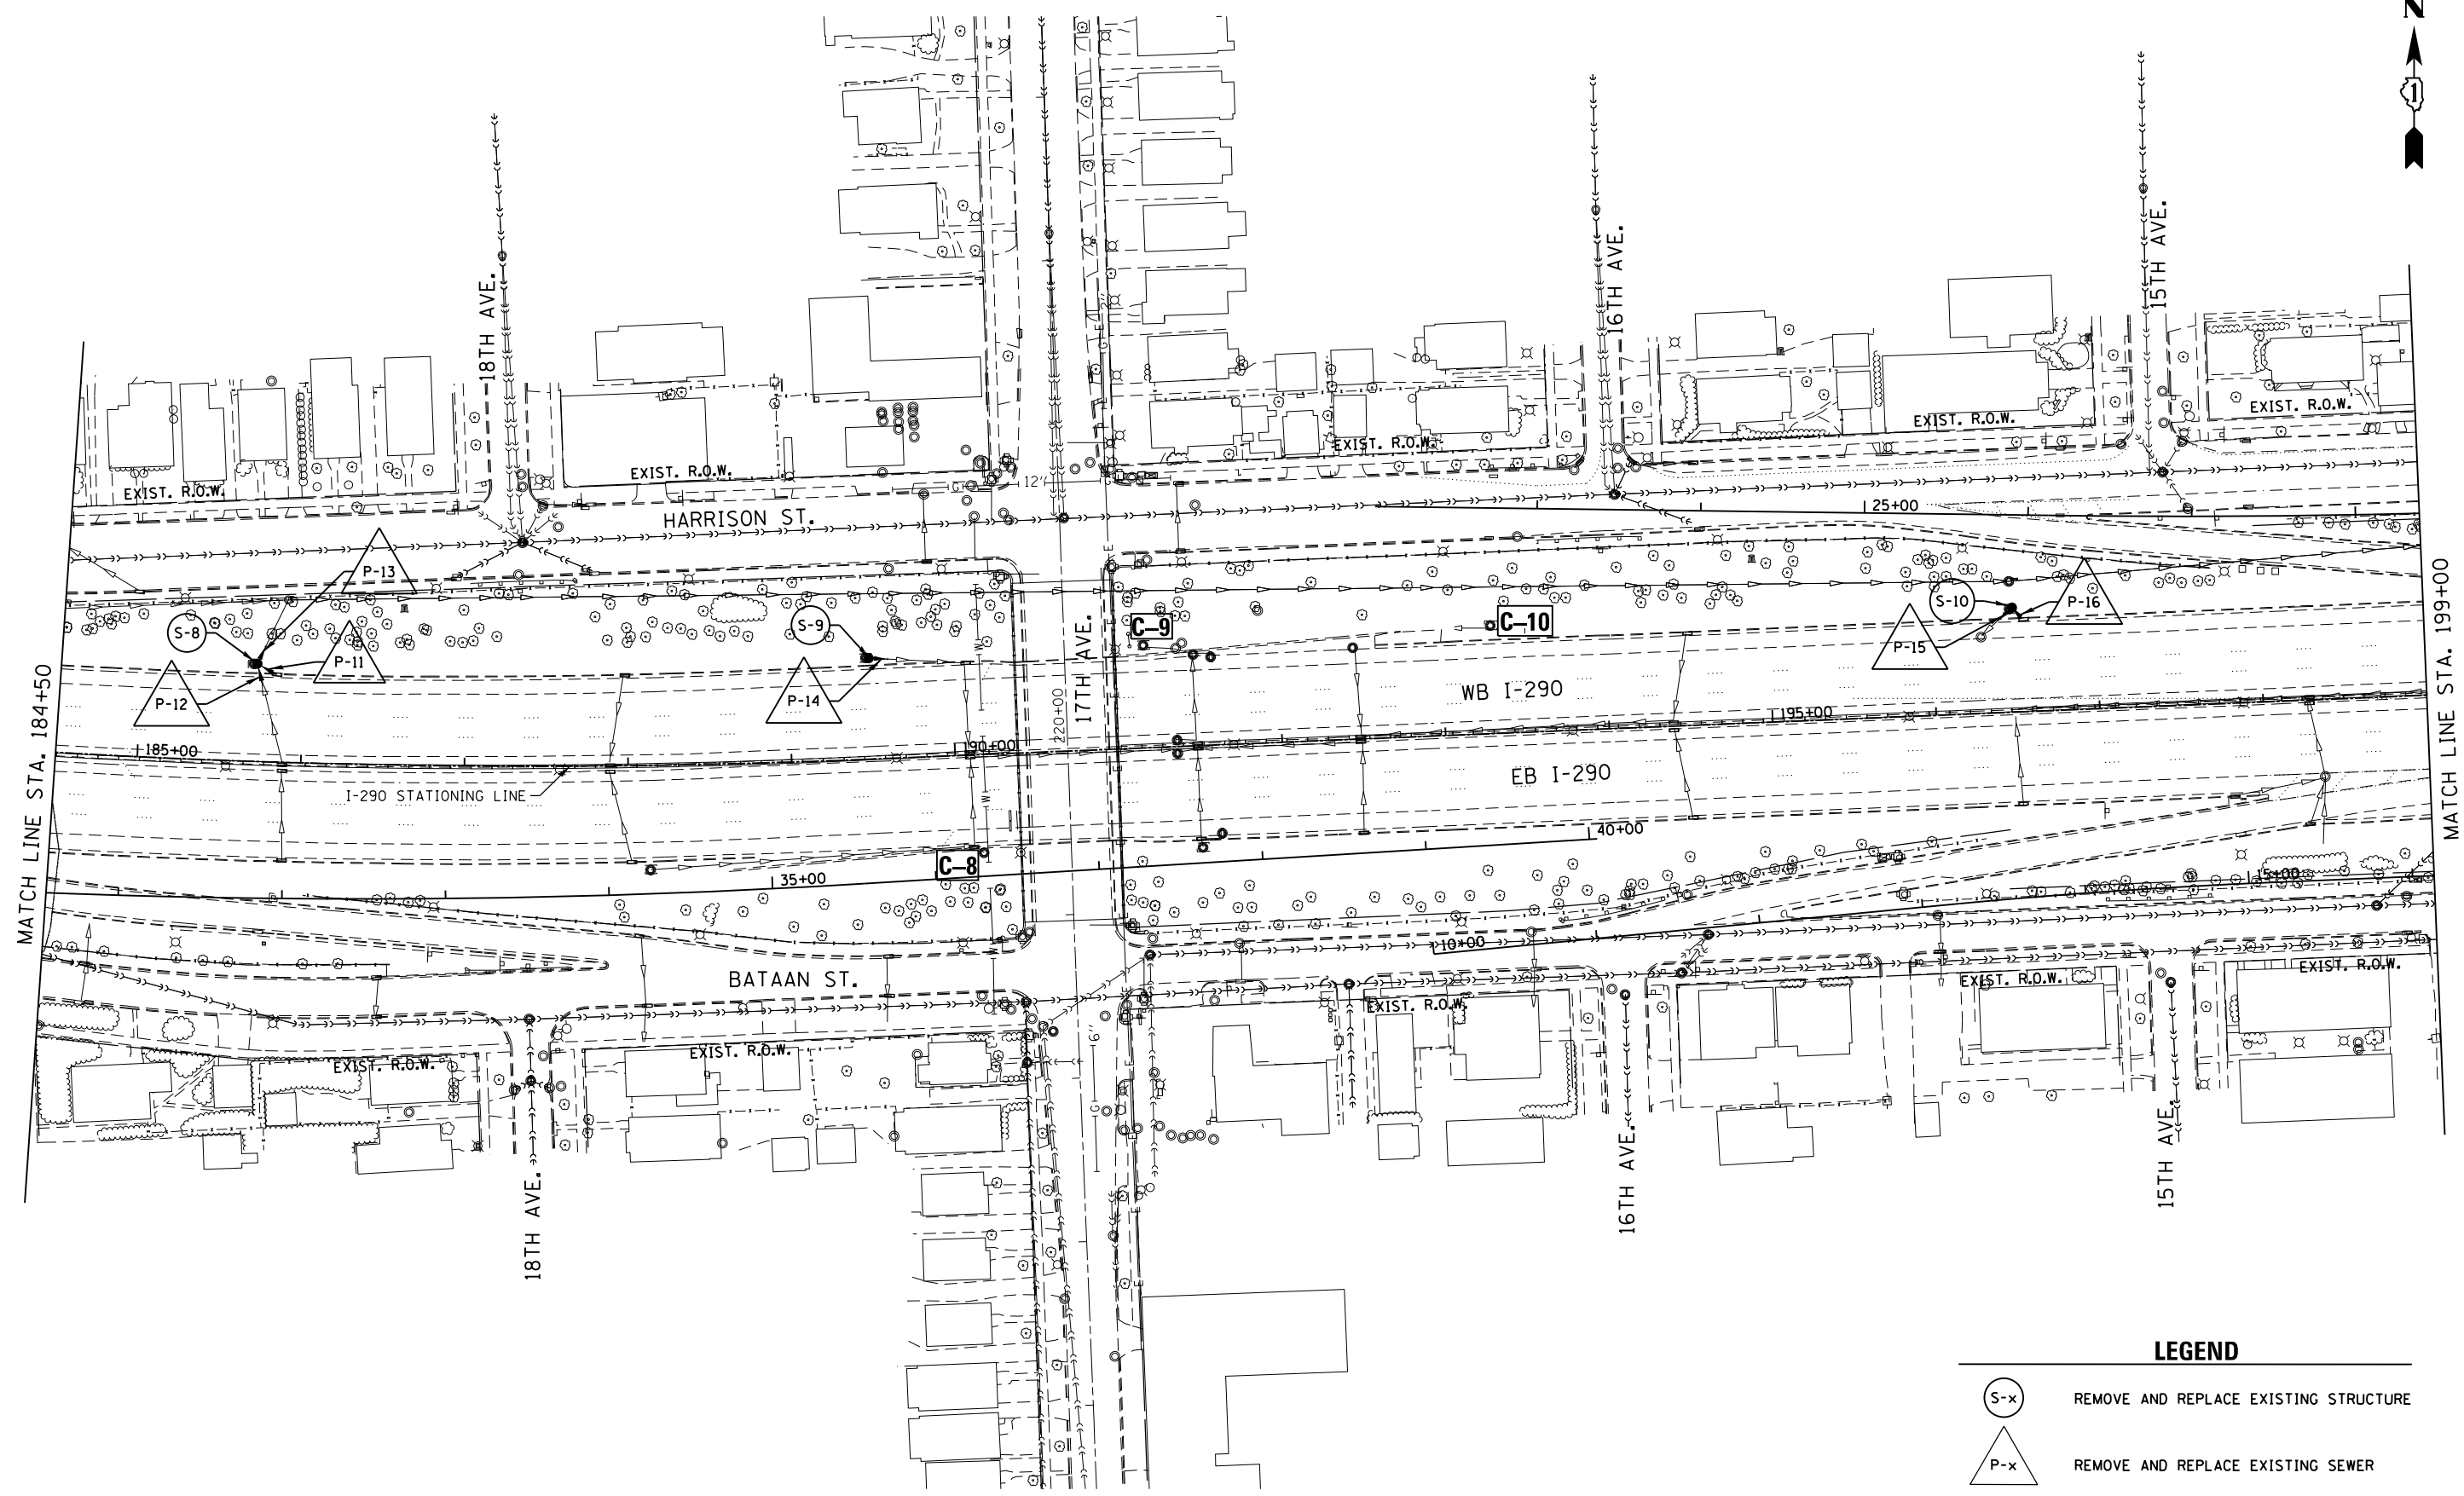 N
1
18TH AVE.
16TH AVE.
15TH AVE.
EXIST. R.O.W.
EXIST. R.O.W.
EXIST. R.O.W.
EXIST. R.O.W.
EXIST. R.O.W.
12"
HARRISON ST.
25+00
P-13
S-8
P-11
P-12
S-9
P-14
C-9
C-10
S-10
P-16
P-15
17TH AVE.
220+00
WB I-290
195+00
185+00
190+00
EB I-290
I-290 STATIONING LINE
MATCH LINE STA. 184+50
MATCH LINE STA. 199+00
40+00
C-8
35+00
15+00
10+00
BATAAN ST.
EXIST. R.O.W.
EXIST. R.O.W.
EXIST. R.O.W.
EXIST. R.O.W.
EXIST. R.O.W.
6"
18TH AVE.
16TH AVE.
15TH AVE.
LEGEND
S-x REMOVE AND REPLACE EXISTING STRUCTURE
P-x REMOVE AND REPLACE EXISTING SEWER